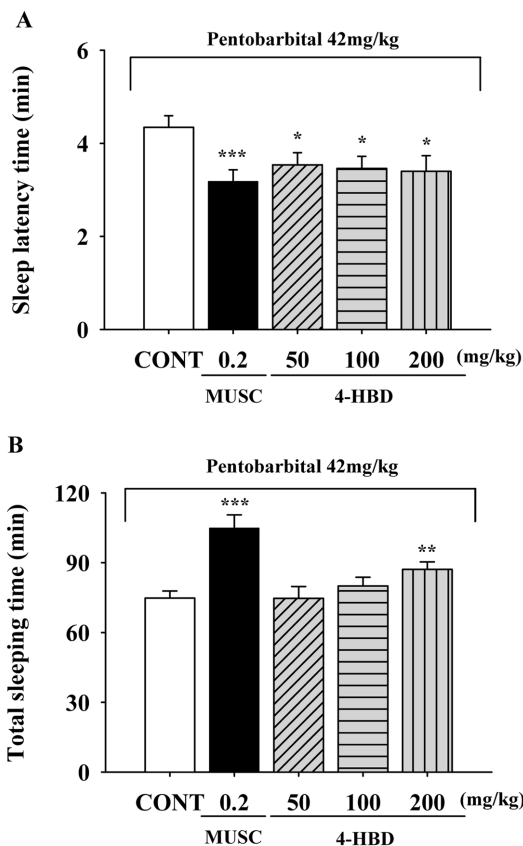 A
Pentobarbital 42mg/kg
Sleep latency time (min)
6
4
2
0
***
*
*
*
CONT 0.2 50 100 200 (mg/kg)
MUSC 4-HBD
B
Pentobarbital 42mg/kg
Total sleeping time (min)
120
90
60
30
0
***
**
CONT 0.2 50 100 200 (mg/kg)
MUSC 4-HBD